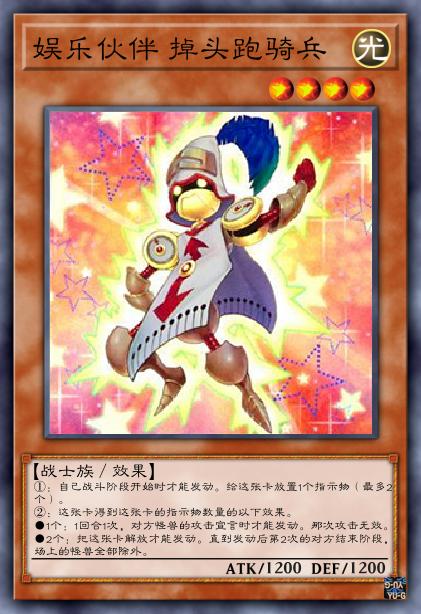 娱乐伙伴 掉头跑骑兵
光
【战士族／效果】
①：自己战斗阶段开始时才能发动。给这张卡放置1个指示物（最多2
个）。
②：这张卡得到这张卡的指示物数量的以下效果。
●1个：1回合1次，对方怪兽的攻击宣言时才能发动。那次攻击无效。
●2个：把这张卡解放才能发动。直到发动后第2次的对方结束阶段，
场上的怪兽全部除外。
ATK/1200 DEF/1200